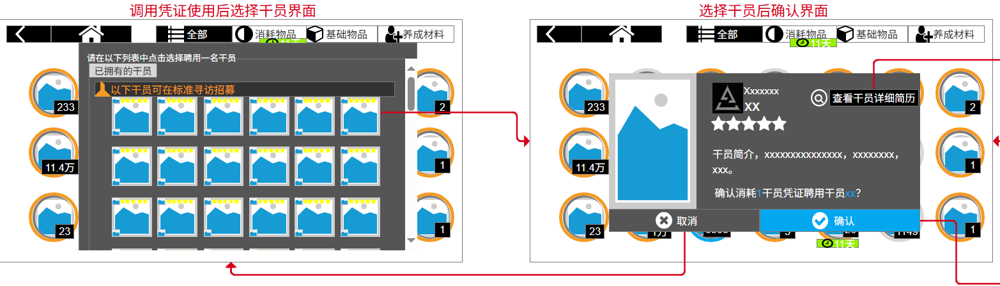 调用凭证使用后选择干员界面
全部
消耗物品
基础物品
养成材料
11天
请在以下列表中点击选择聘用一名干员
已拥有的干员
以下干员可在标准寻访招募
233
2
11.4万
1
23
1
选择干员后确认界面
全部
消耗物品
基础物品
养成材料
11天
Xxxxxxx
XX
查看干员详细简历
干员简介，xxxxxxxxxxxxxxx，xxxxxxxx，
xxx。
确认消耗1干员凭证聘用干员xx？
取消
确认
233
2
11.4万
1
23
1万
1149
1
11天